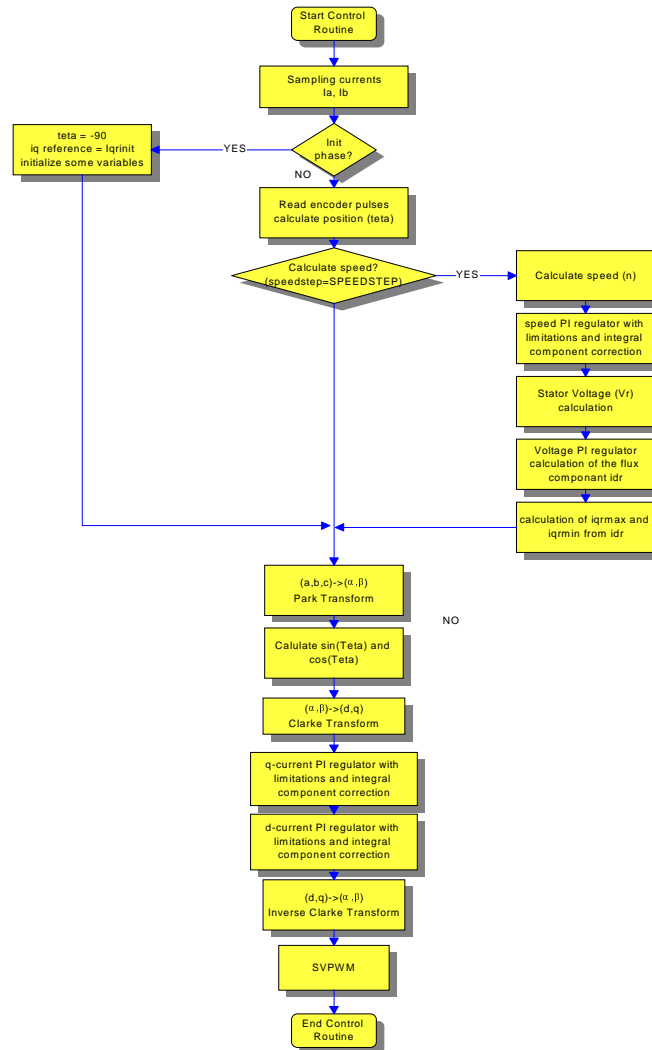 Start Control
Routine
Sampling currents
Ia, Ib
Init
phase?
YES
teta = -90
iq reference = Iqrinit
initialize some variables
NO
Read encoder pulses
calculate position (teta)
Calculate speed?
(speedstep=SPEEDSTEP)
YES
Calculate speed (n)
speed PI regulator with
limitations and integral
component correction
Stator Voltage (Vr)
calculation
Voltage PI regulator
calculation of the flux
componant idr
calculation of iqrmax and
iqrmin from idr
(a,b,c)->(α,β)
Park Transform
NO
Calulate sin(Teta) and
cos(Teta)
(α,β)->(d,q)
Clarke Transform
q-current PI regulator with
limitations and integral
component correction
d-current PI regulator with
limitations and integral
component correction
(d,q)->(α,β)
Inverse Clarke Transform
SVPWM
End Control
Routine